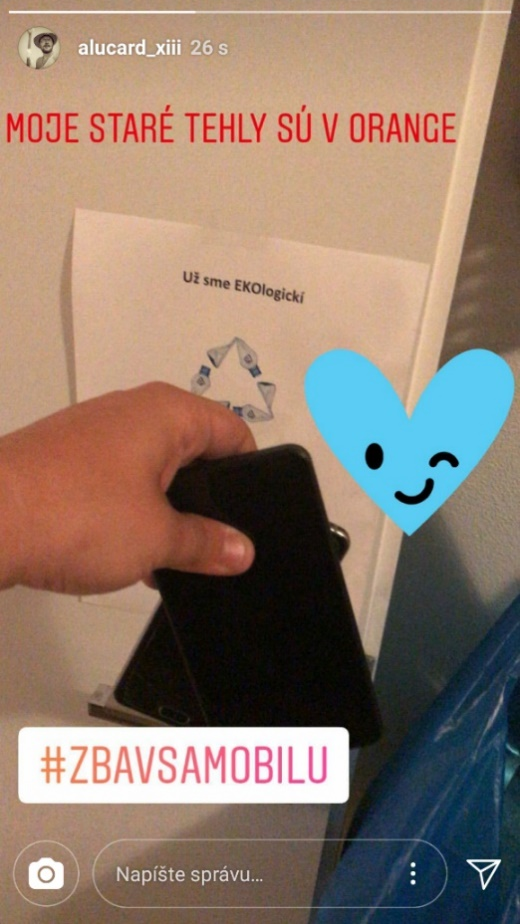 alucard_xiii 26 s
MOJE STARÉ TEHLY SÚ V ORANGE
Už sme EKOlogickí
#ZBAVSAMOBILU
Napíšte správu...